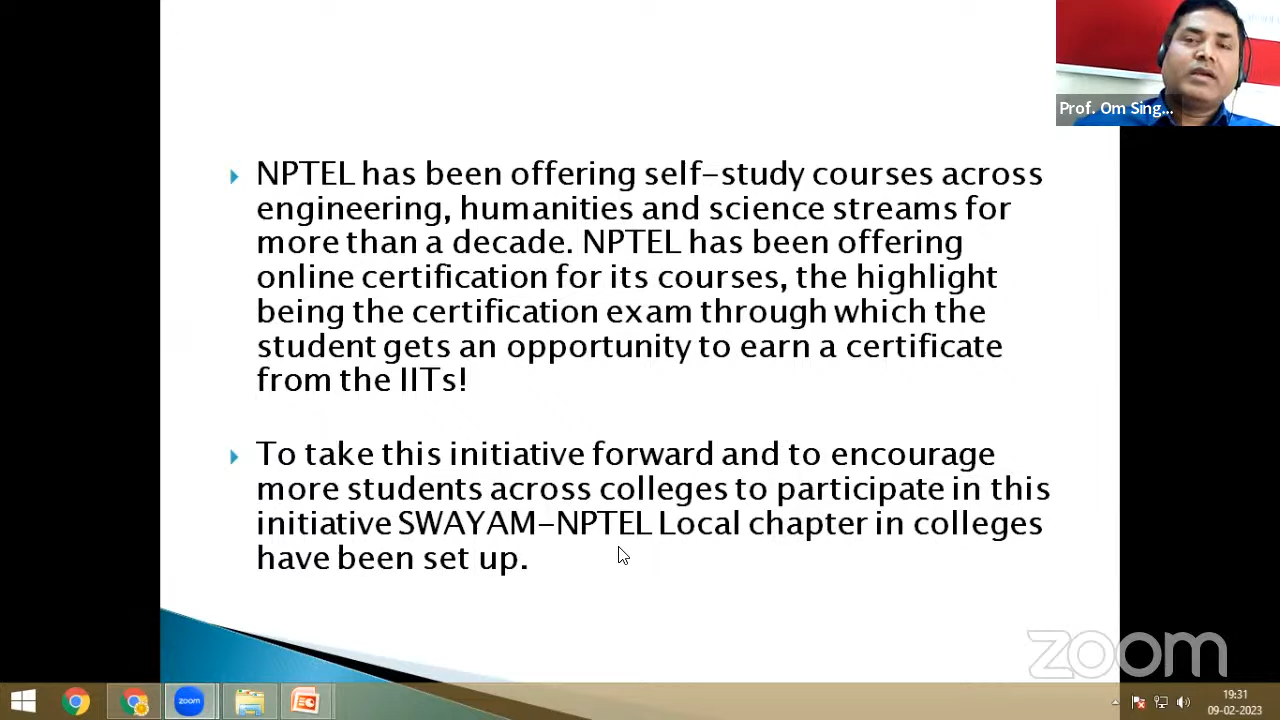 Prof. Om Sing...
NPTEL has been offering self-study courses across
engineering, humanities and science streams for
more than a decade. NPTEL has been offering
online certification for its courses, the highlight
being the certification exam through which the
student gets an opportunity to earn a certificate
from the IITs!
To take this initiative forward and to encourage
more students across colleges to participate in this
initiative SWAYAM-NPTEL Local chapter in colleges
have been set up.
zoom
zoom
19:31
09-02-2023